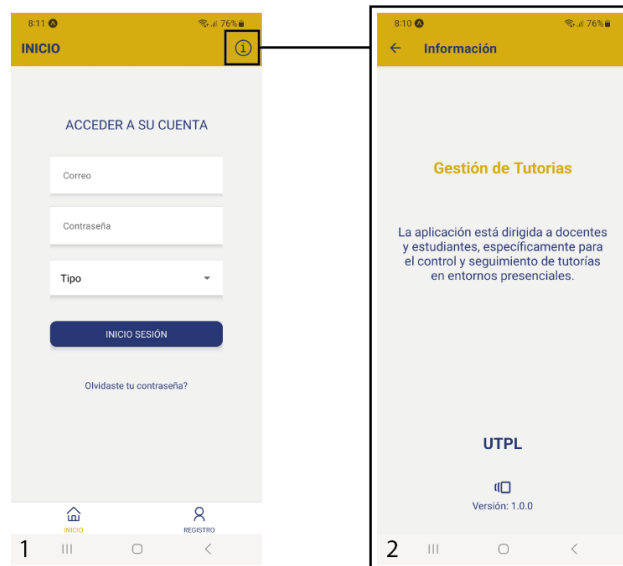 8:11
76%
INICIO
ACCEDER A SU CUENTA
Correo
Contraseña
Tipo
INICIO SESIÓN
Olvidaste tu contraseña?
INICIO
REGISTRO
1
8:10
76%
Información
Gestión de Tutorias
La aplicación está dirigida a docentes
y estudiantes, específicamente para
el control y seguimiento de tutorías
en entornos presenciales.
UTPL
Versión: 1.0.0
2